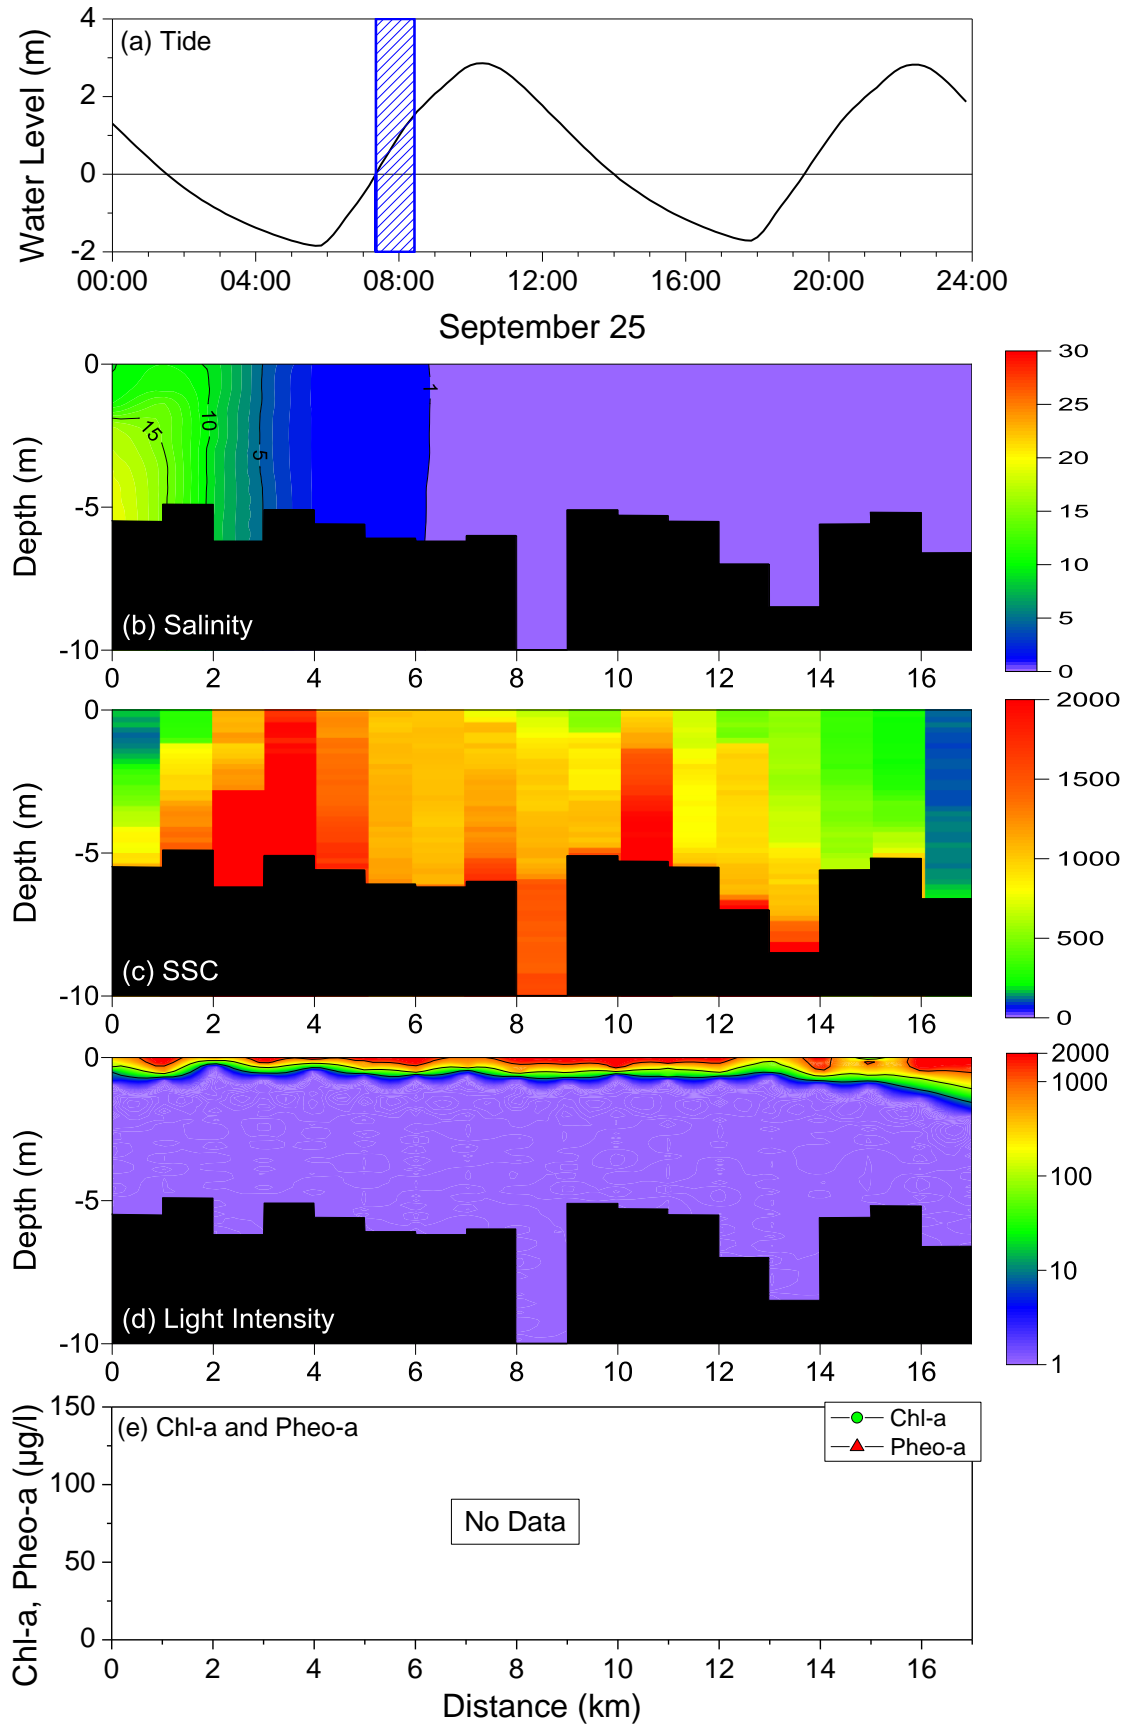 4
(a) Tide
2
0
-2
Water Level (m)
00:00 04:00 08:00 12:00 16:00 20:00 24:00
September 25
0
-5
-10
Depth (m)
15
10
5
1
(b) Salinity
30
25
20
15
10
5
0
0 2 4 6 8 10 12 14 16
0
-5
-10
Depth (m)
(c) SSC
2000
1500
1000
500
0
0 2 4 6 8 10 12 14 16
0
-5
-10
Depth (m)
(d) Light Intensity
2000
1000
100
10
1
0 2 4 6 8 10 12 14 16
150
100
50
0
Chl-a, Pheo-a (µg/l)
(e) Chl-a and Pheo-a
Chl-a
Pheo-a
No Data
0 2 4 6 8 10 12 14 16
Distance (km)